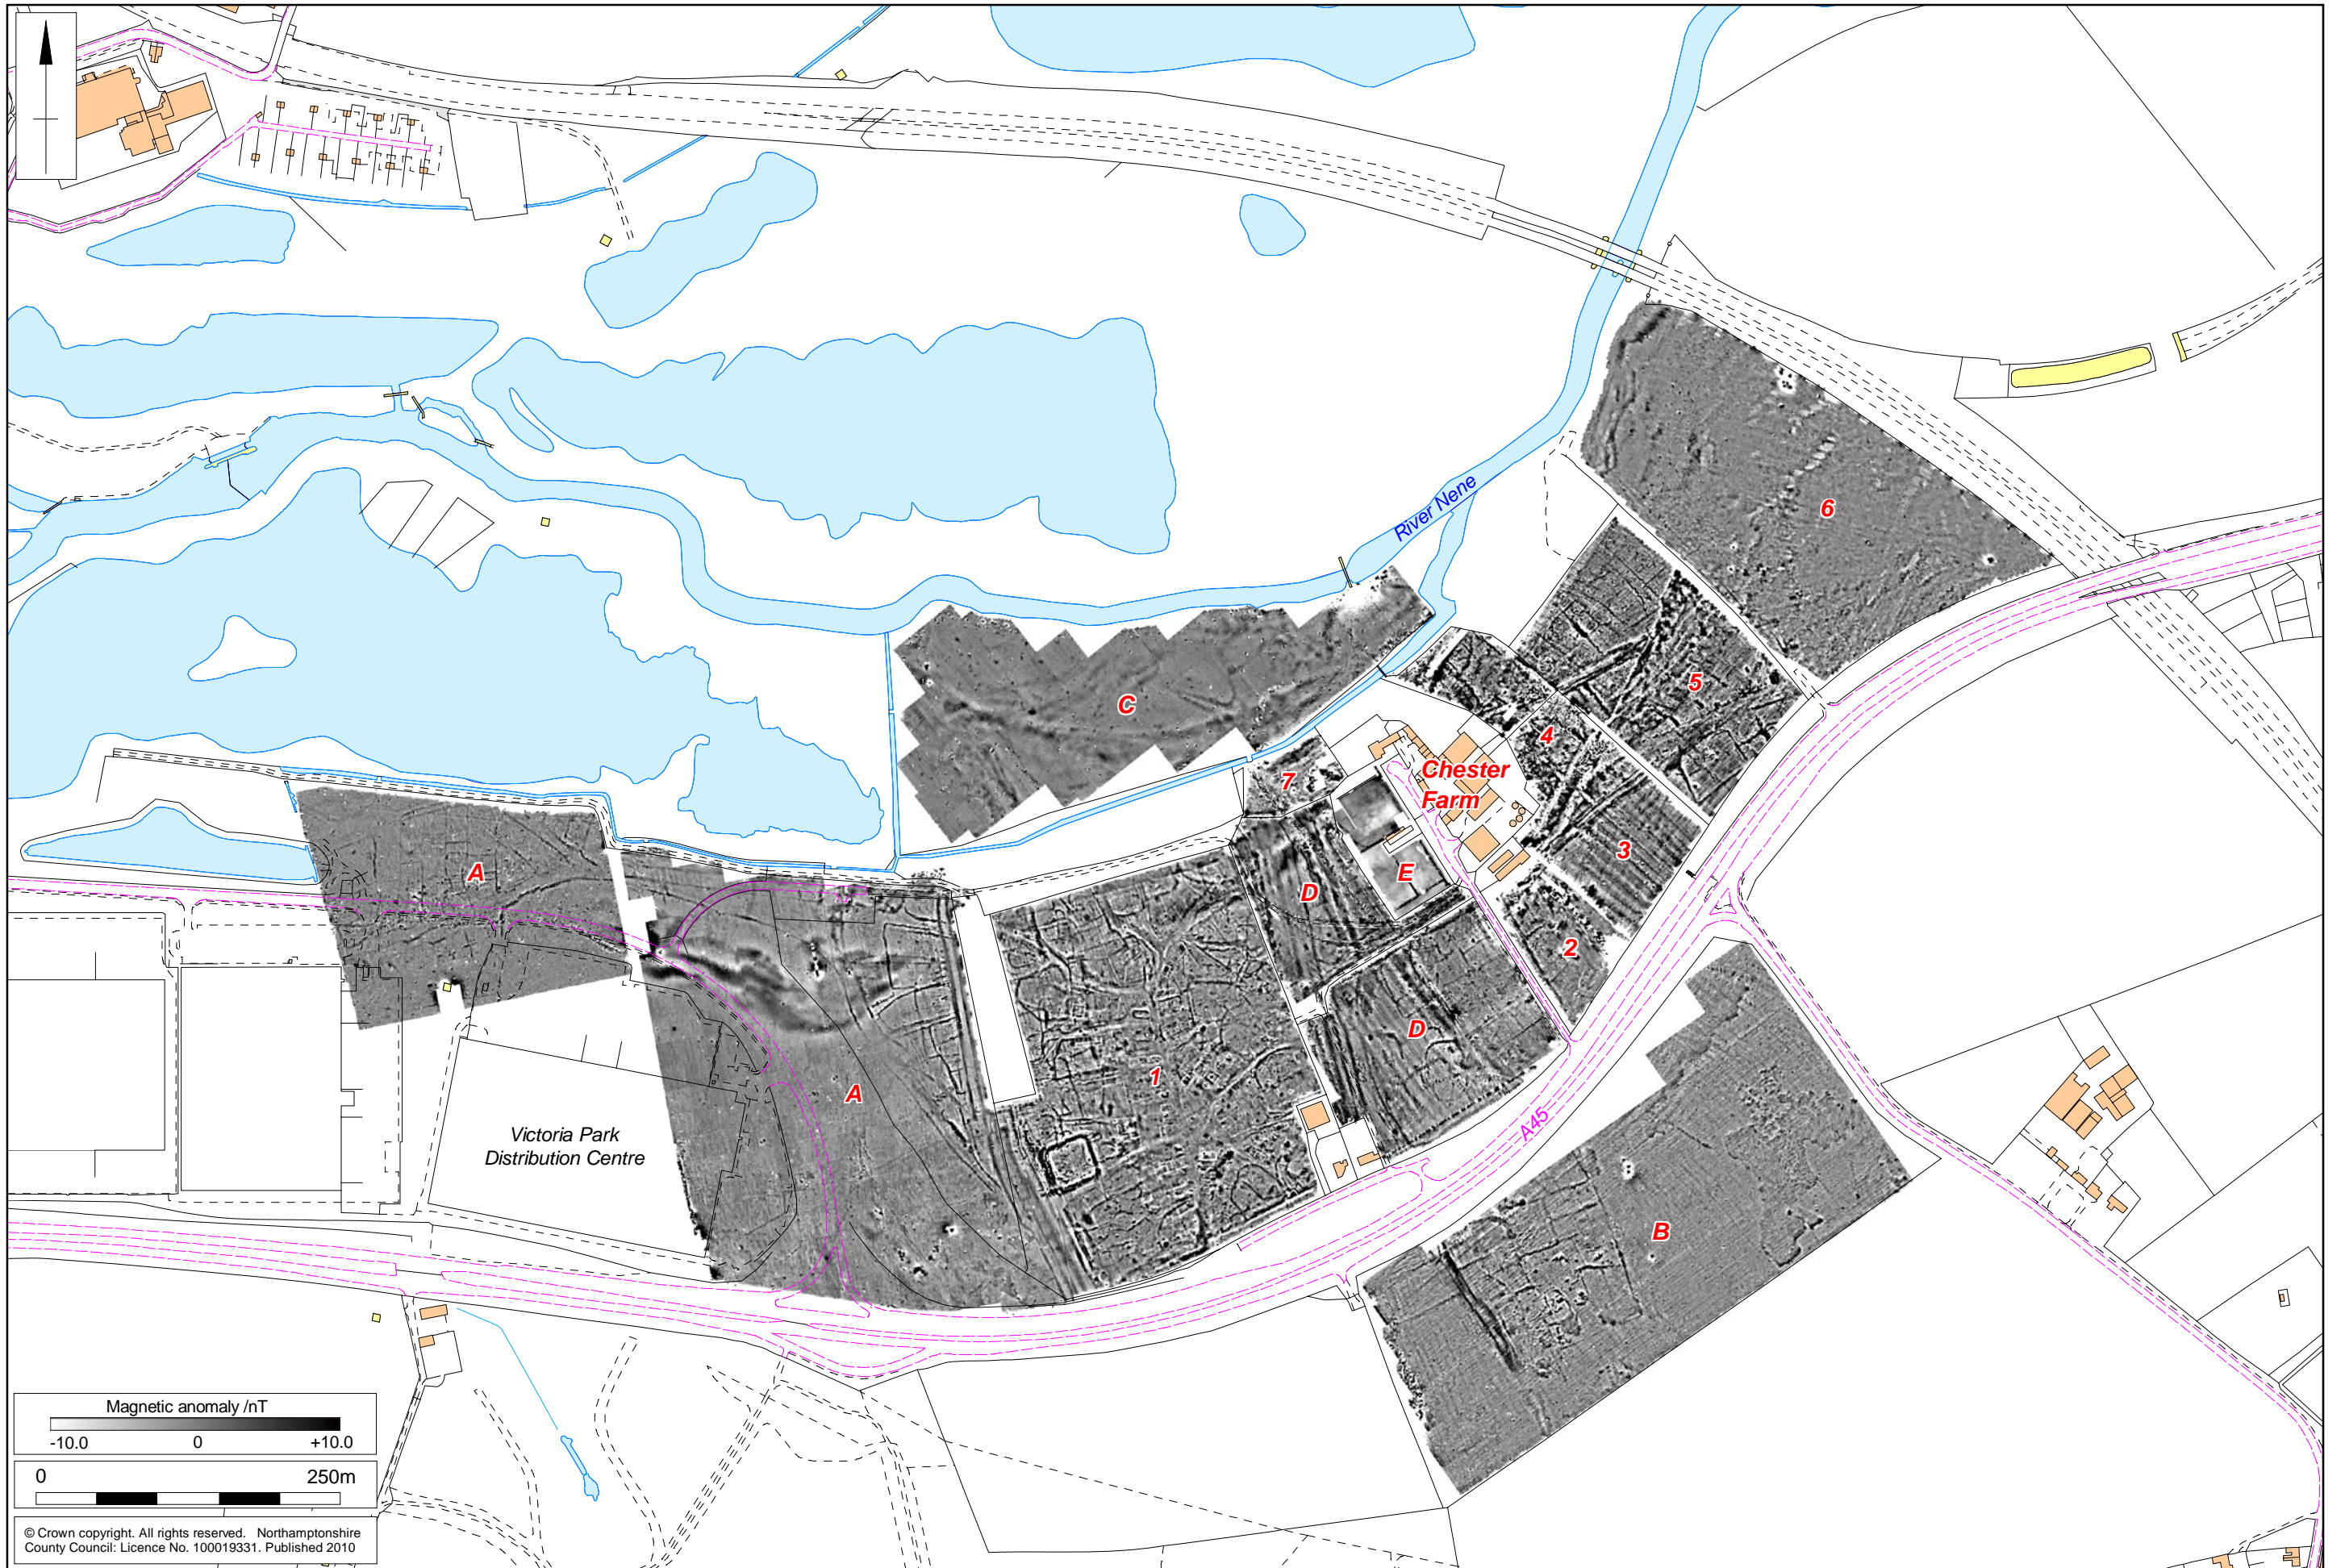 River Nene
6
5
C
4
Chester
Farm
7
3
A
E
D
2
D
1
A
A45
Victoria Park
Distribution Centre
B
Magnetic anomaly /nT
-10.0 0 +10.0
0 250m
© Crown copyright. All rights reserved. Northamptonshire
County Council: Licence No. 100019331. Published 2010